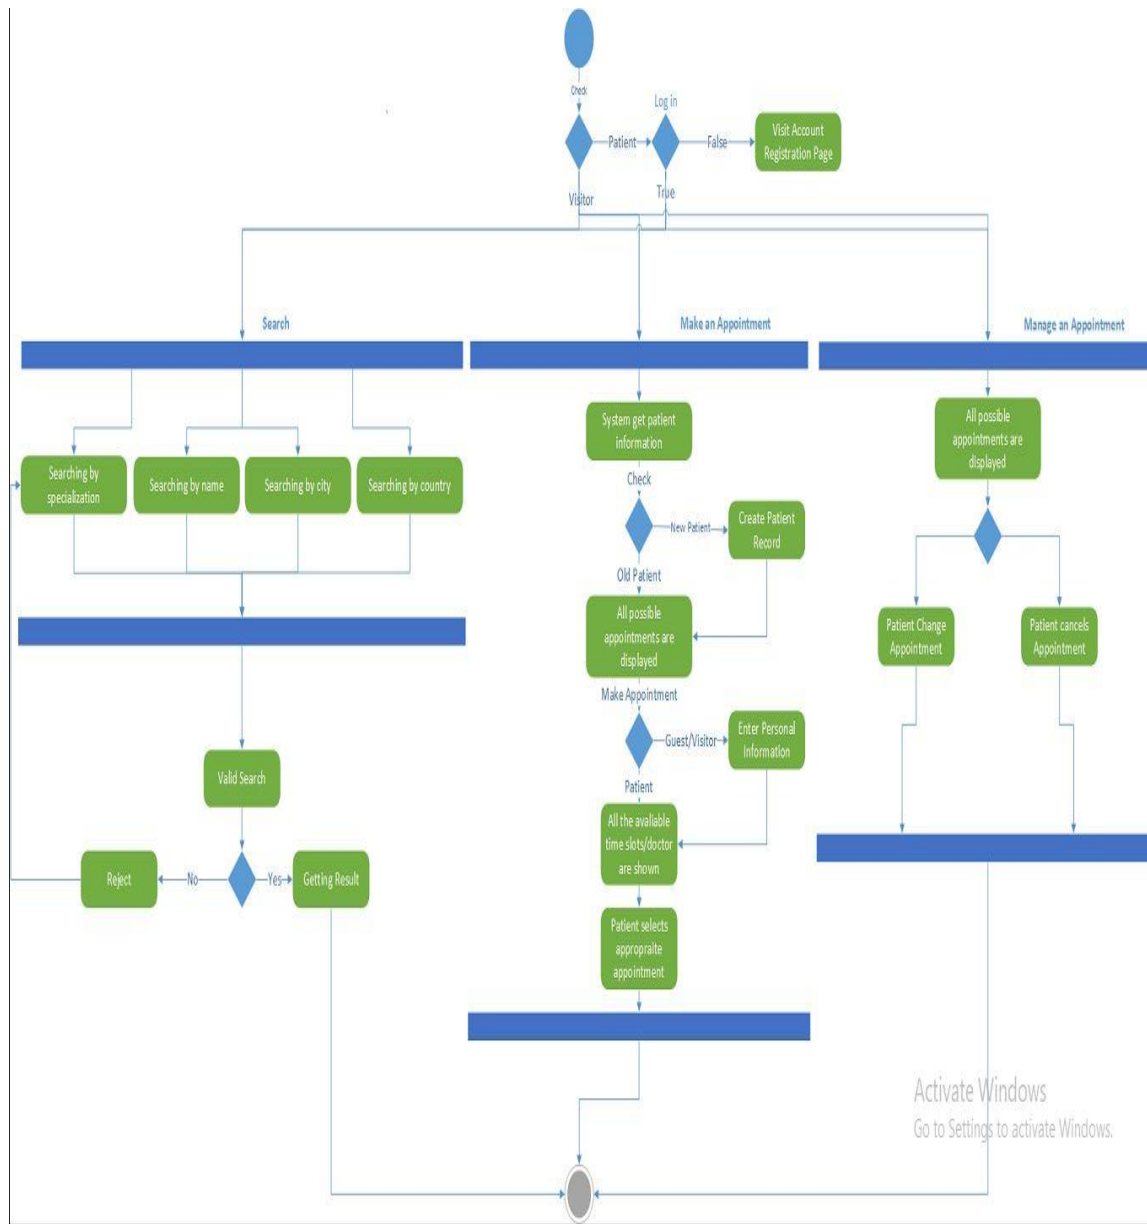 Check
Log in
Patient
False
Visit Account
Registration Page
Visitor
True
Search
Make an Appointment
Manage an Appointment
Searching by
specialization
Searching by name
Searching by city
Searching by country
Valid Search
No
Yes
Reject
Getting Result
System get patient
information
Check
New Patient
Create Patient
Record
Old Patient
All possible
appointments are
displayed
Make Appointment
Guest/Visitor
Enter Personal
Information
Patient
All the avaliable
time slots/doctor
are shown
Patient selects
appropraite
appointment
All possible
appointments are
displayed
Patient Change
Appointment
Patient cancels
Appointment
Activate Windows
Go to Settings to activate Windows.